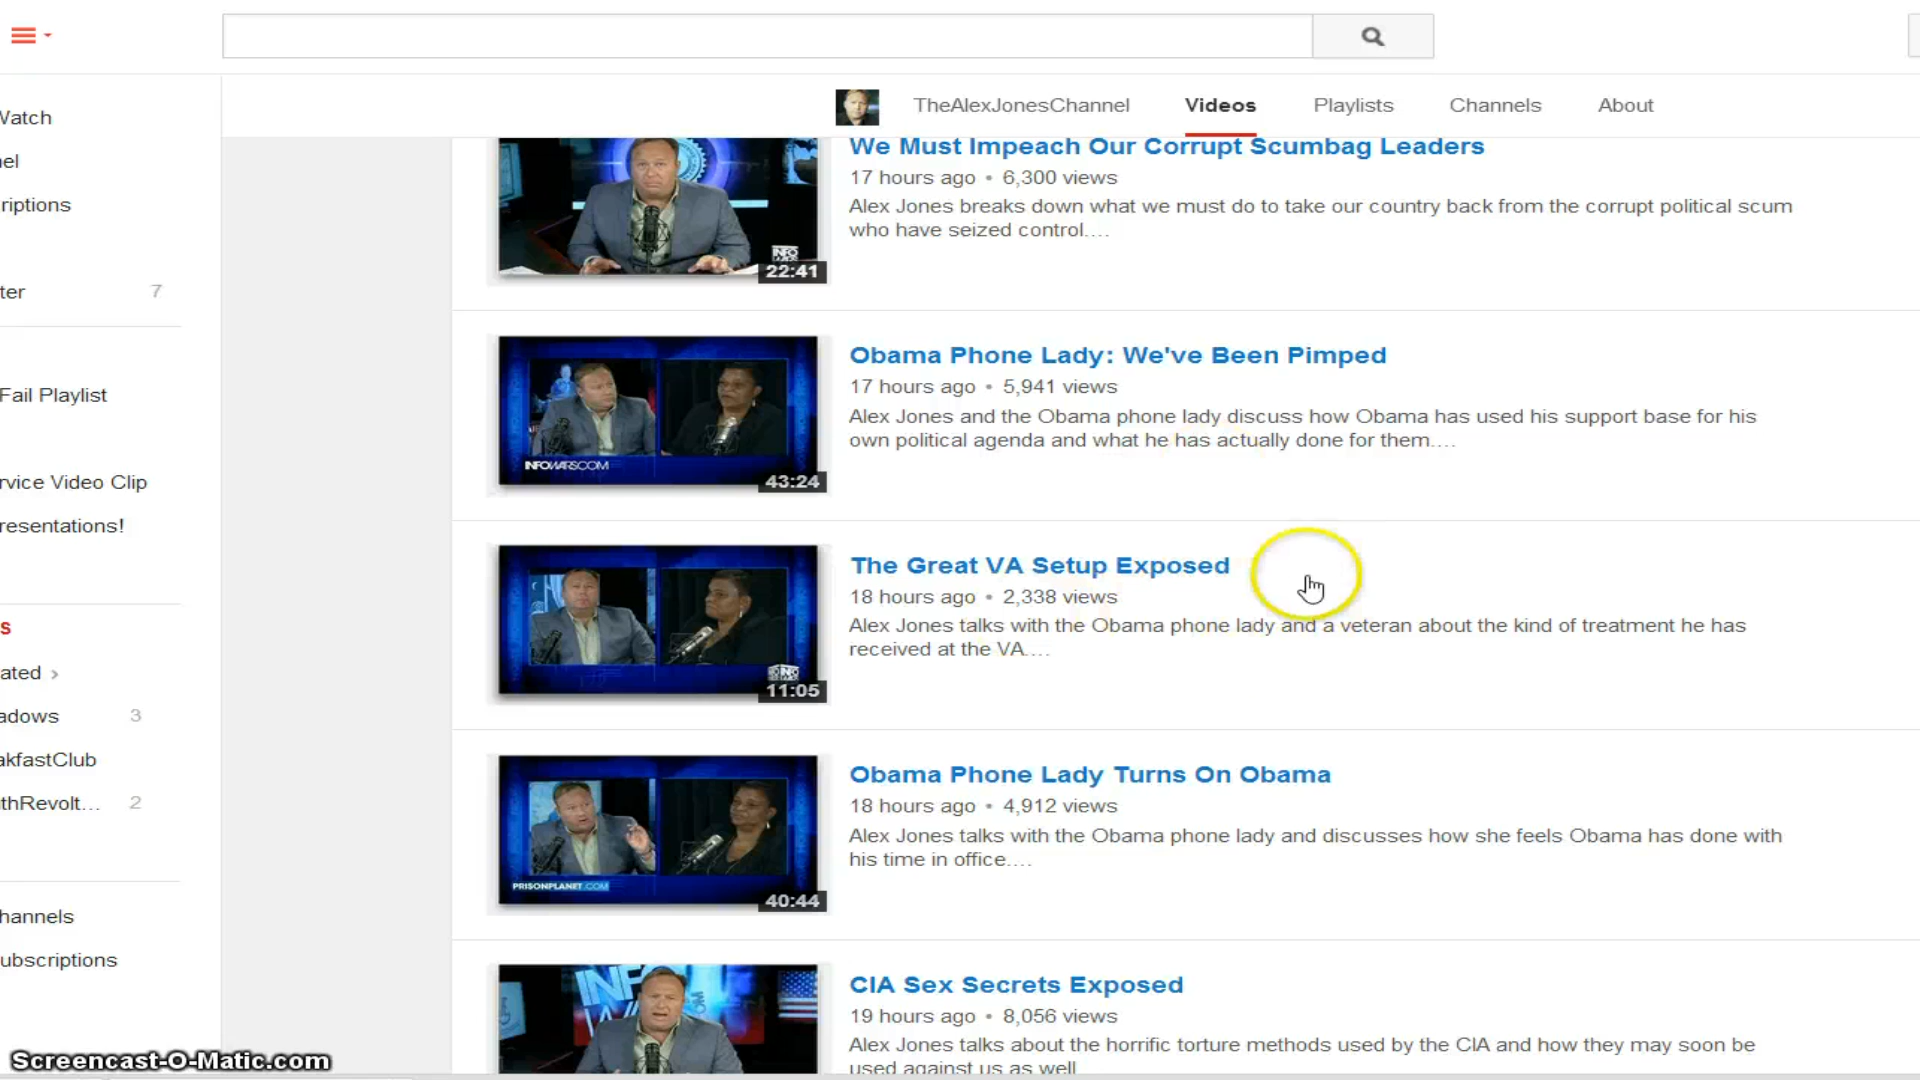 TheAlexJonesChannel Videos Playlists Channels About
Watch
nel
riptions
ter 7
Fail Playlist
rvice Video Clip
resentations!
s
ated ›
adows 3
akfastClub
thRevolt... 2
hannels
ubscriptions
We Must Impeach Our Corrupt Scumbag Leaders
17 hours ago • 6,300 views
Alex Jones breaks down what we must do to take our country back from the corrupt political scum
who have seized control....
22:41
Obama Phone Lady: We've Been Pimped
17 hours ago • 5,941 views
Alex Jones and the Obama phone lady discuss how Obama has used his support base for his
own political agenda and what he has actually done for them....
INFOWARS.COM
43:24
The Great VA Setup Exposed
18 hours ago • 2,338 views
Alex Jones talks with the Obama phone lady and a veteran about the kind of treatment he has
received at the VA....
11:05
Obama Phone Lady Turns On Obama
18 hours ago • 4,912 views
Alex Jones talks with the Obama phone lady and discusses how she feels Obama has done with
his time in office....
PRISONPLANET.COM
40:44
CIA Sex Secrets Exposed
19 hours ago • 8,056 views
Alex Jones talks about the horrific torture methods used by the CIA and how they may soon be
used against us as well
Screencast-O-Matic.com